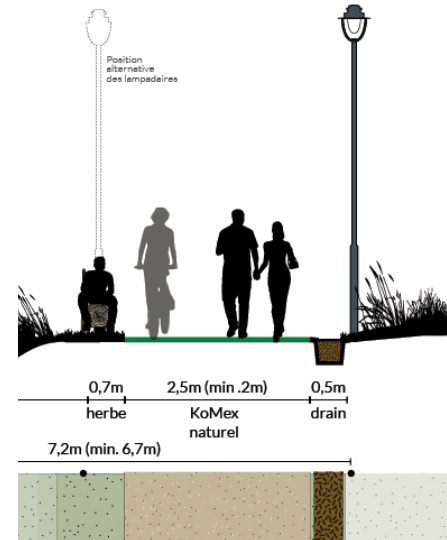 Position
alternative
des lampadaires
0,7m 2,5m (min .2m) 0,5m
herbe KoMex drain
naturel
7,2m (min. 6,7m)